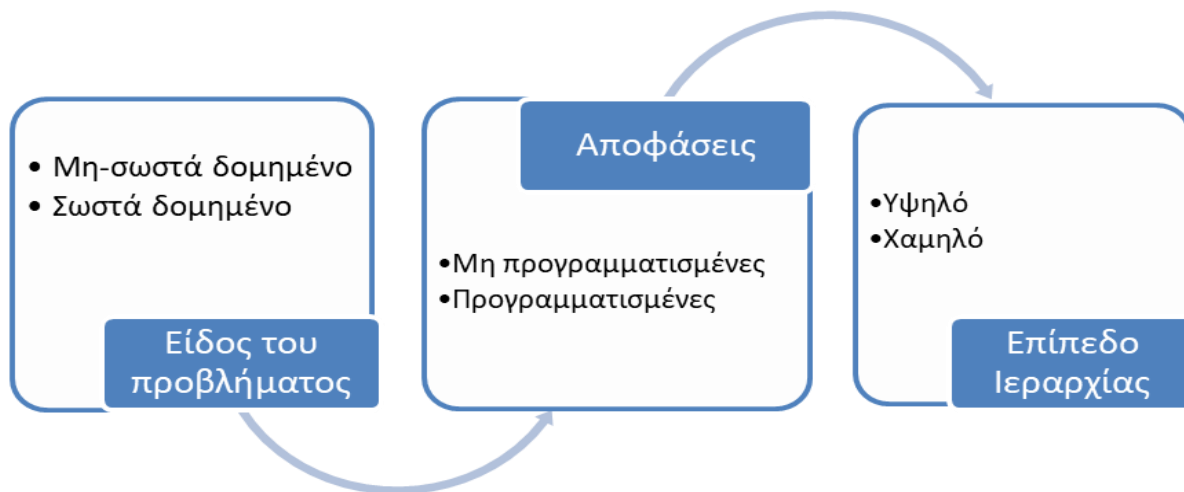 • Μη-σωστά δομημένο
• Σωστά δομημένο
Είδος του
προβλήματος
Αποφάσεις
•Μη προγραμματισμένες
•Προγραμματισμένες
•Υψηλό
•Χαμηλό
Επίπεδο
Ιεραρχίας